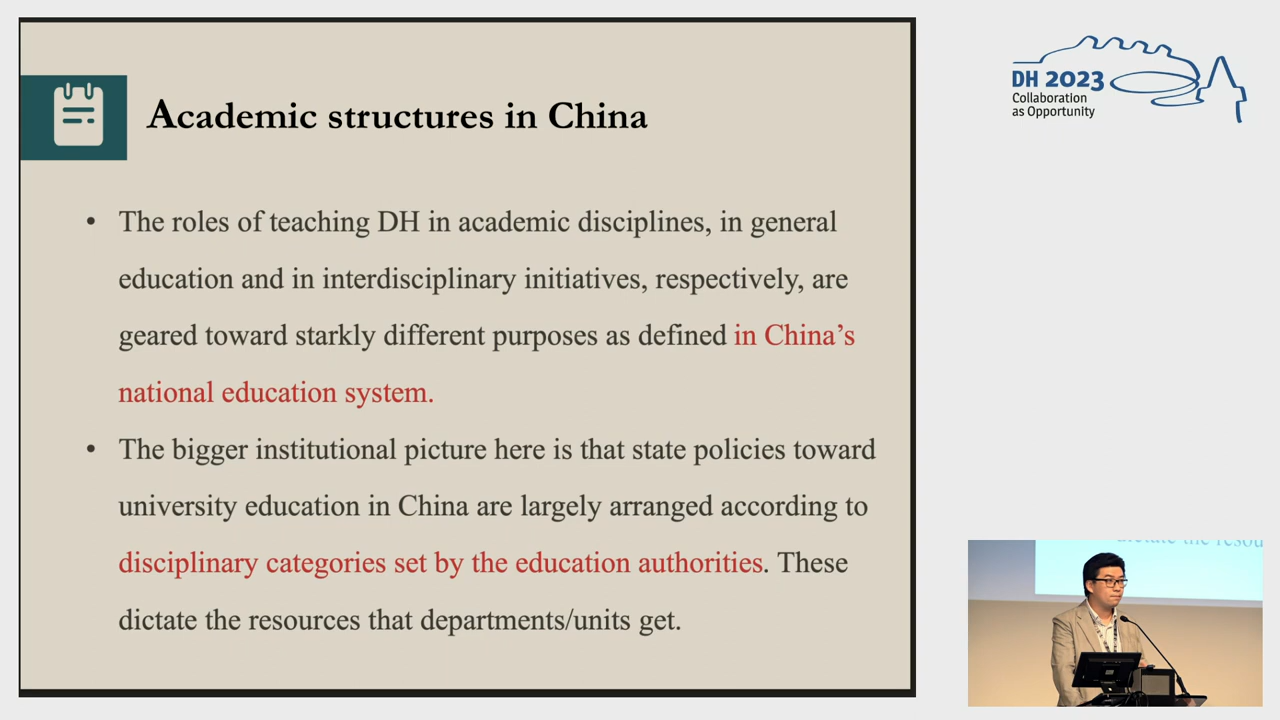 Academic structures in China
• The roles of teaching DH in academic disciplines, in general
education and in interdisciplinary initiatives, respectively, are
geared toward starkly different purposes as defined in China’s
national education system.
• The bigger institutional picture here is that state policies toward
university education in China are largely arranged according to
disciplinary categories set by the education authorities. These
dictate the resources that departments/units get.
DH 2023
Collaboration
as Opportunity